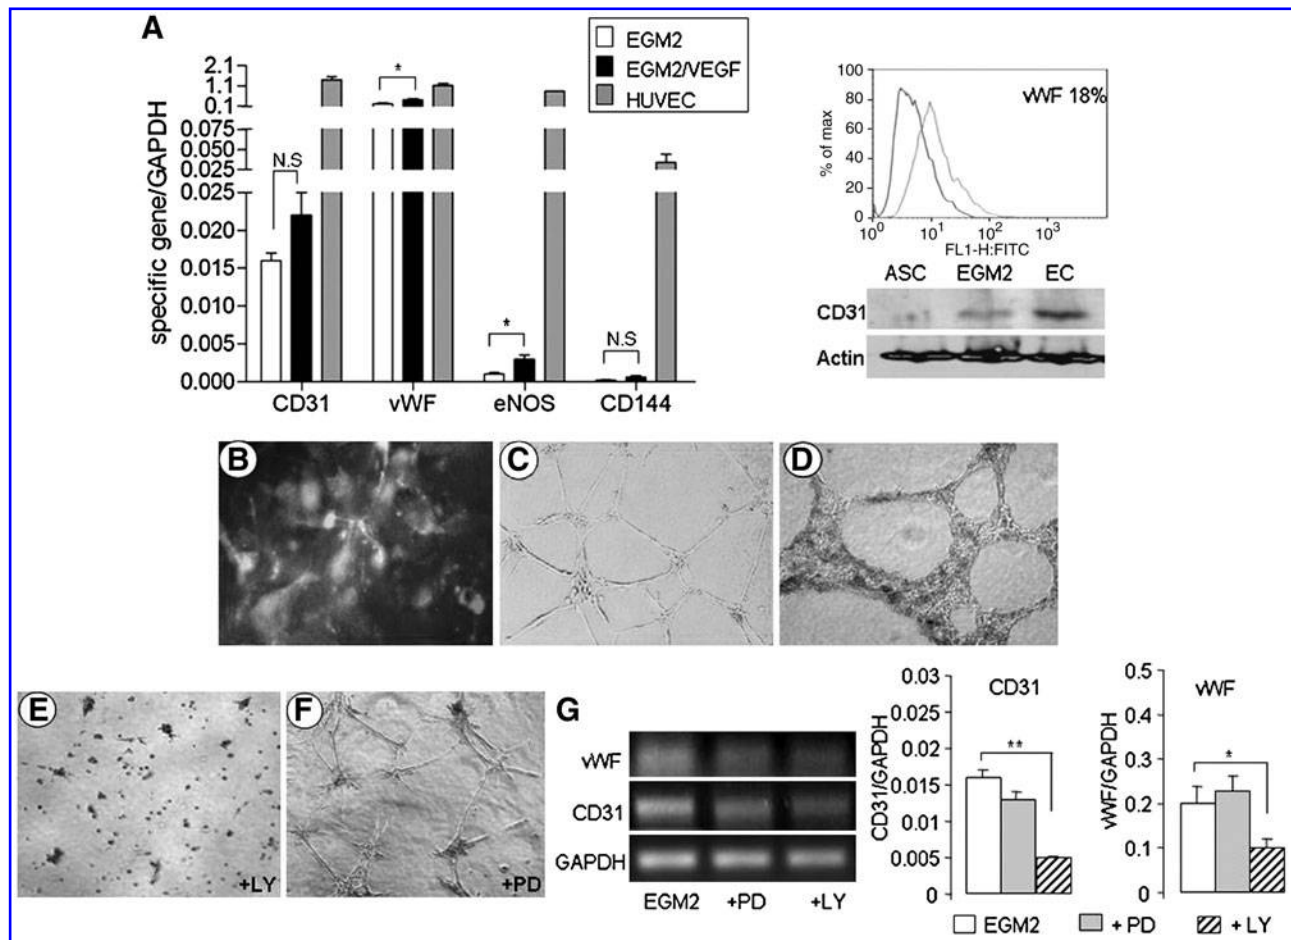 A
EGM2
EGM2/VEGF
HUVEC
specific gene/GAPDH
2.1
1.1
0.1
0.075
0.050
0.025
0.025
0.020
0.015
0.010
0.005
0.000
N.S
*
*
N.S
CD31 vWF eNOS CD144
vWF 18%
% of max
100
80
60
40
20
0
10⁰ 10¹ 10² 10³
FL1-H:FITC
ASC EGM2 EC
CD31
Actin
B
C
D
E
+LY
F
+PD
G
vWF
CD31
GAPDH
EGM2 +PD +LY
CD31
CD31/GAPDH
0.03
0.025
0.02
0.016
0.01
0.005
0
**
vWF
vWF/GAPDH
0.5
0.4
0.3
0.2
0.1
0
*
EGM2 + PD + LY